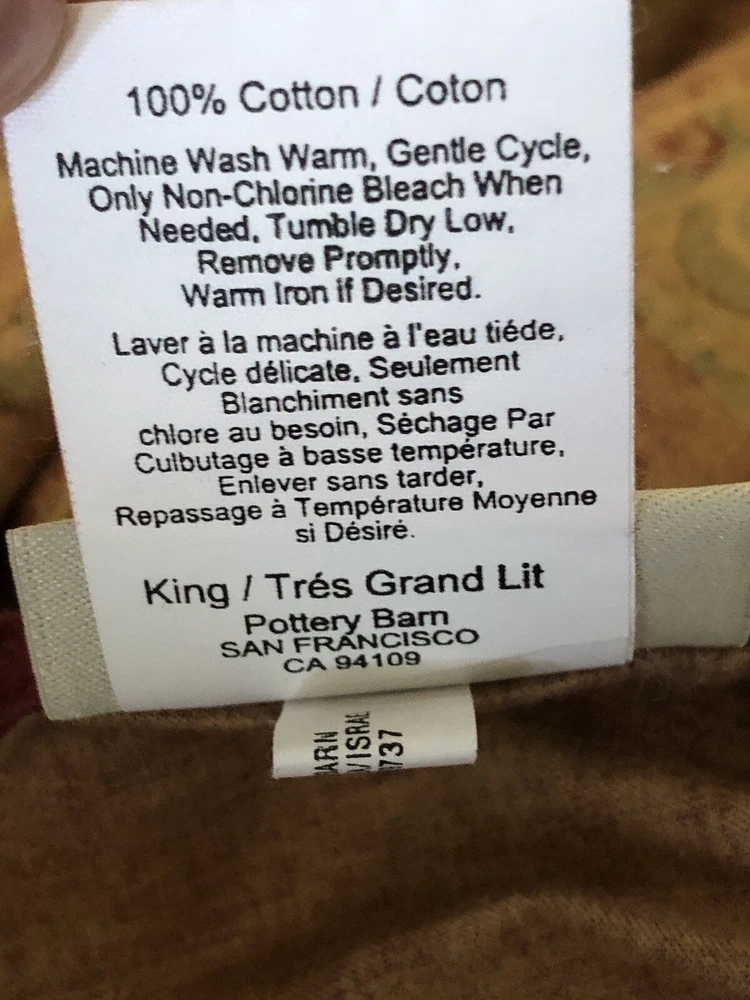 100% Cotton / Coton
Machine Wash Warm, Gentle Cycle,
Only Non-Chlorine Bleach When
Needed, Tumble Dry Low,
Remove Promptly,
Warm Iron if Desired.
Laver à la machine à l'eau tiéde,
Cycle délicate, Seulement
Blanchiment sans
chlore au besoin, Séchage Par
Culbutage à basse température,
Enlever sans tarder,
Repassage à Température Moyenne
si Désiré.
King / Trés Grand Lit
Pottery Barn
SAN FRANCISCO
CA 94109
ARN
/ISRA
737